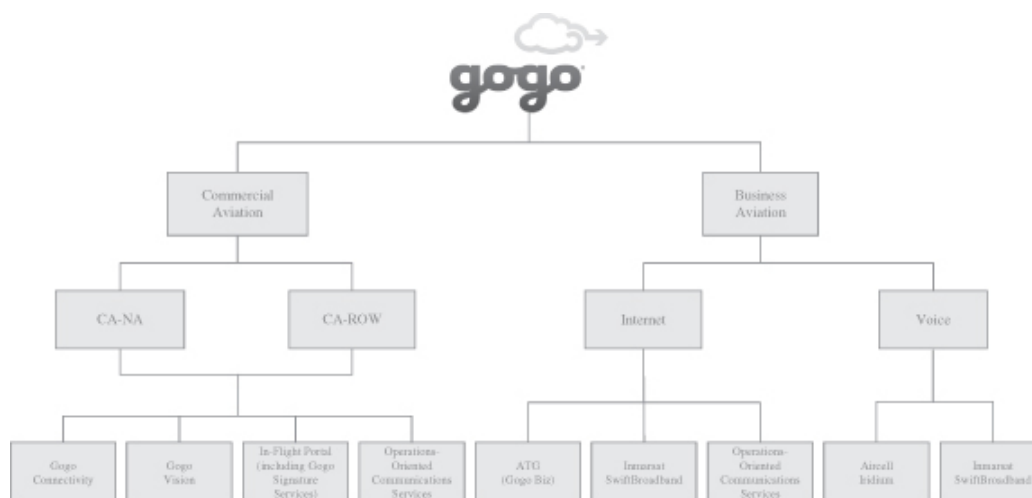 gogo
Commercial
Aviation
Business
Aviation
CA-NA
CA-ROW
Internet
Voice
Gogo
Connectivity
Gogo
Vision
In-Flight Portal
(including Gogo
Signature
Services)
Operations-
Oriented
Communications
Services
ATG
(Gogo Biz)
Inmarsat
SwiftBroadband
Operations-
Oriented
Communications
Services
Aircell
Iridium
Inmarsat
SwiftBroadband